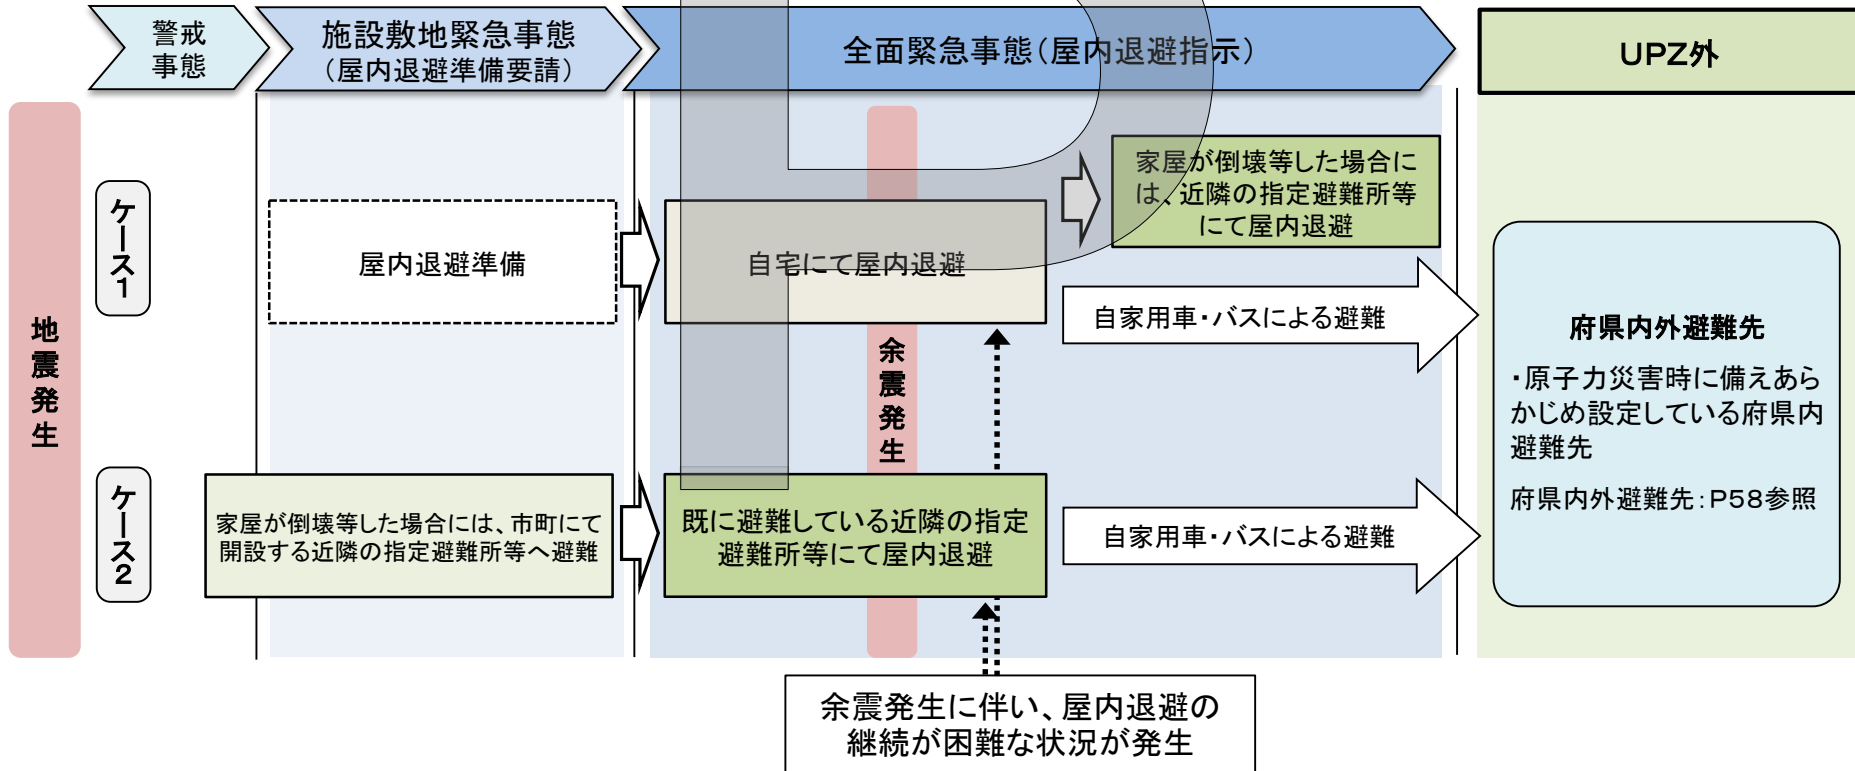 警戒
事態
施設敷地緊急事態
（屋内退避準備要請）
全面緊急事態（屋内退避指示）
UPZ外
地震発生
ケース1
屋内退避準備
自宅にて屋内退避
家屋が倒壊等した場合に
は、近隣の指定避難所等
にて屋内退避
自家用車・バスによる避難
余震発生
ケース2
家屋が倒壊等した場合には、市町にて
開設する近隣の指定避難所等へ避難
既に避難している近隣の指定
避難所等にて屋内退避
自家用車・バスによる避難
府県内外避難先
・原子力災害時に備えあら
かじめ設定している府県内
避難先
府県内外避難先：P58参照
余震発生に伴い、屋内退避の
継続が困難な状況が発生